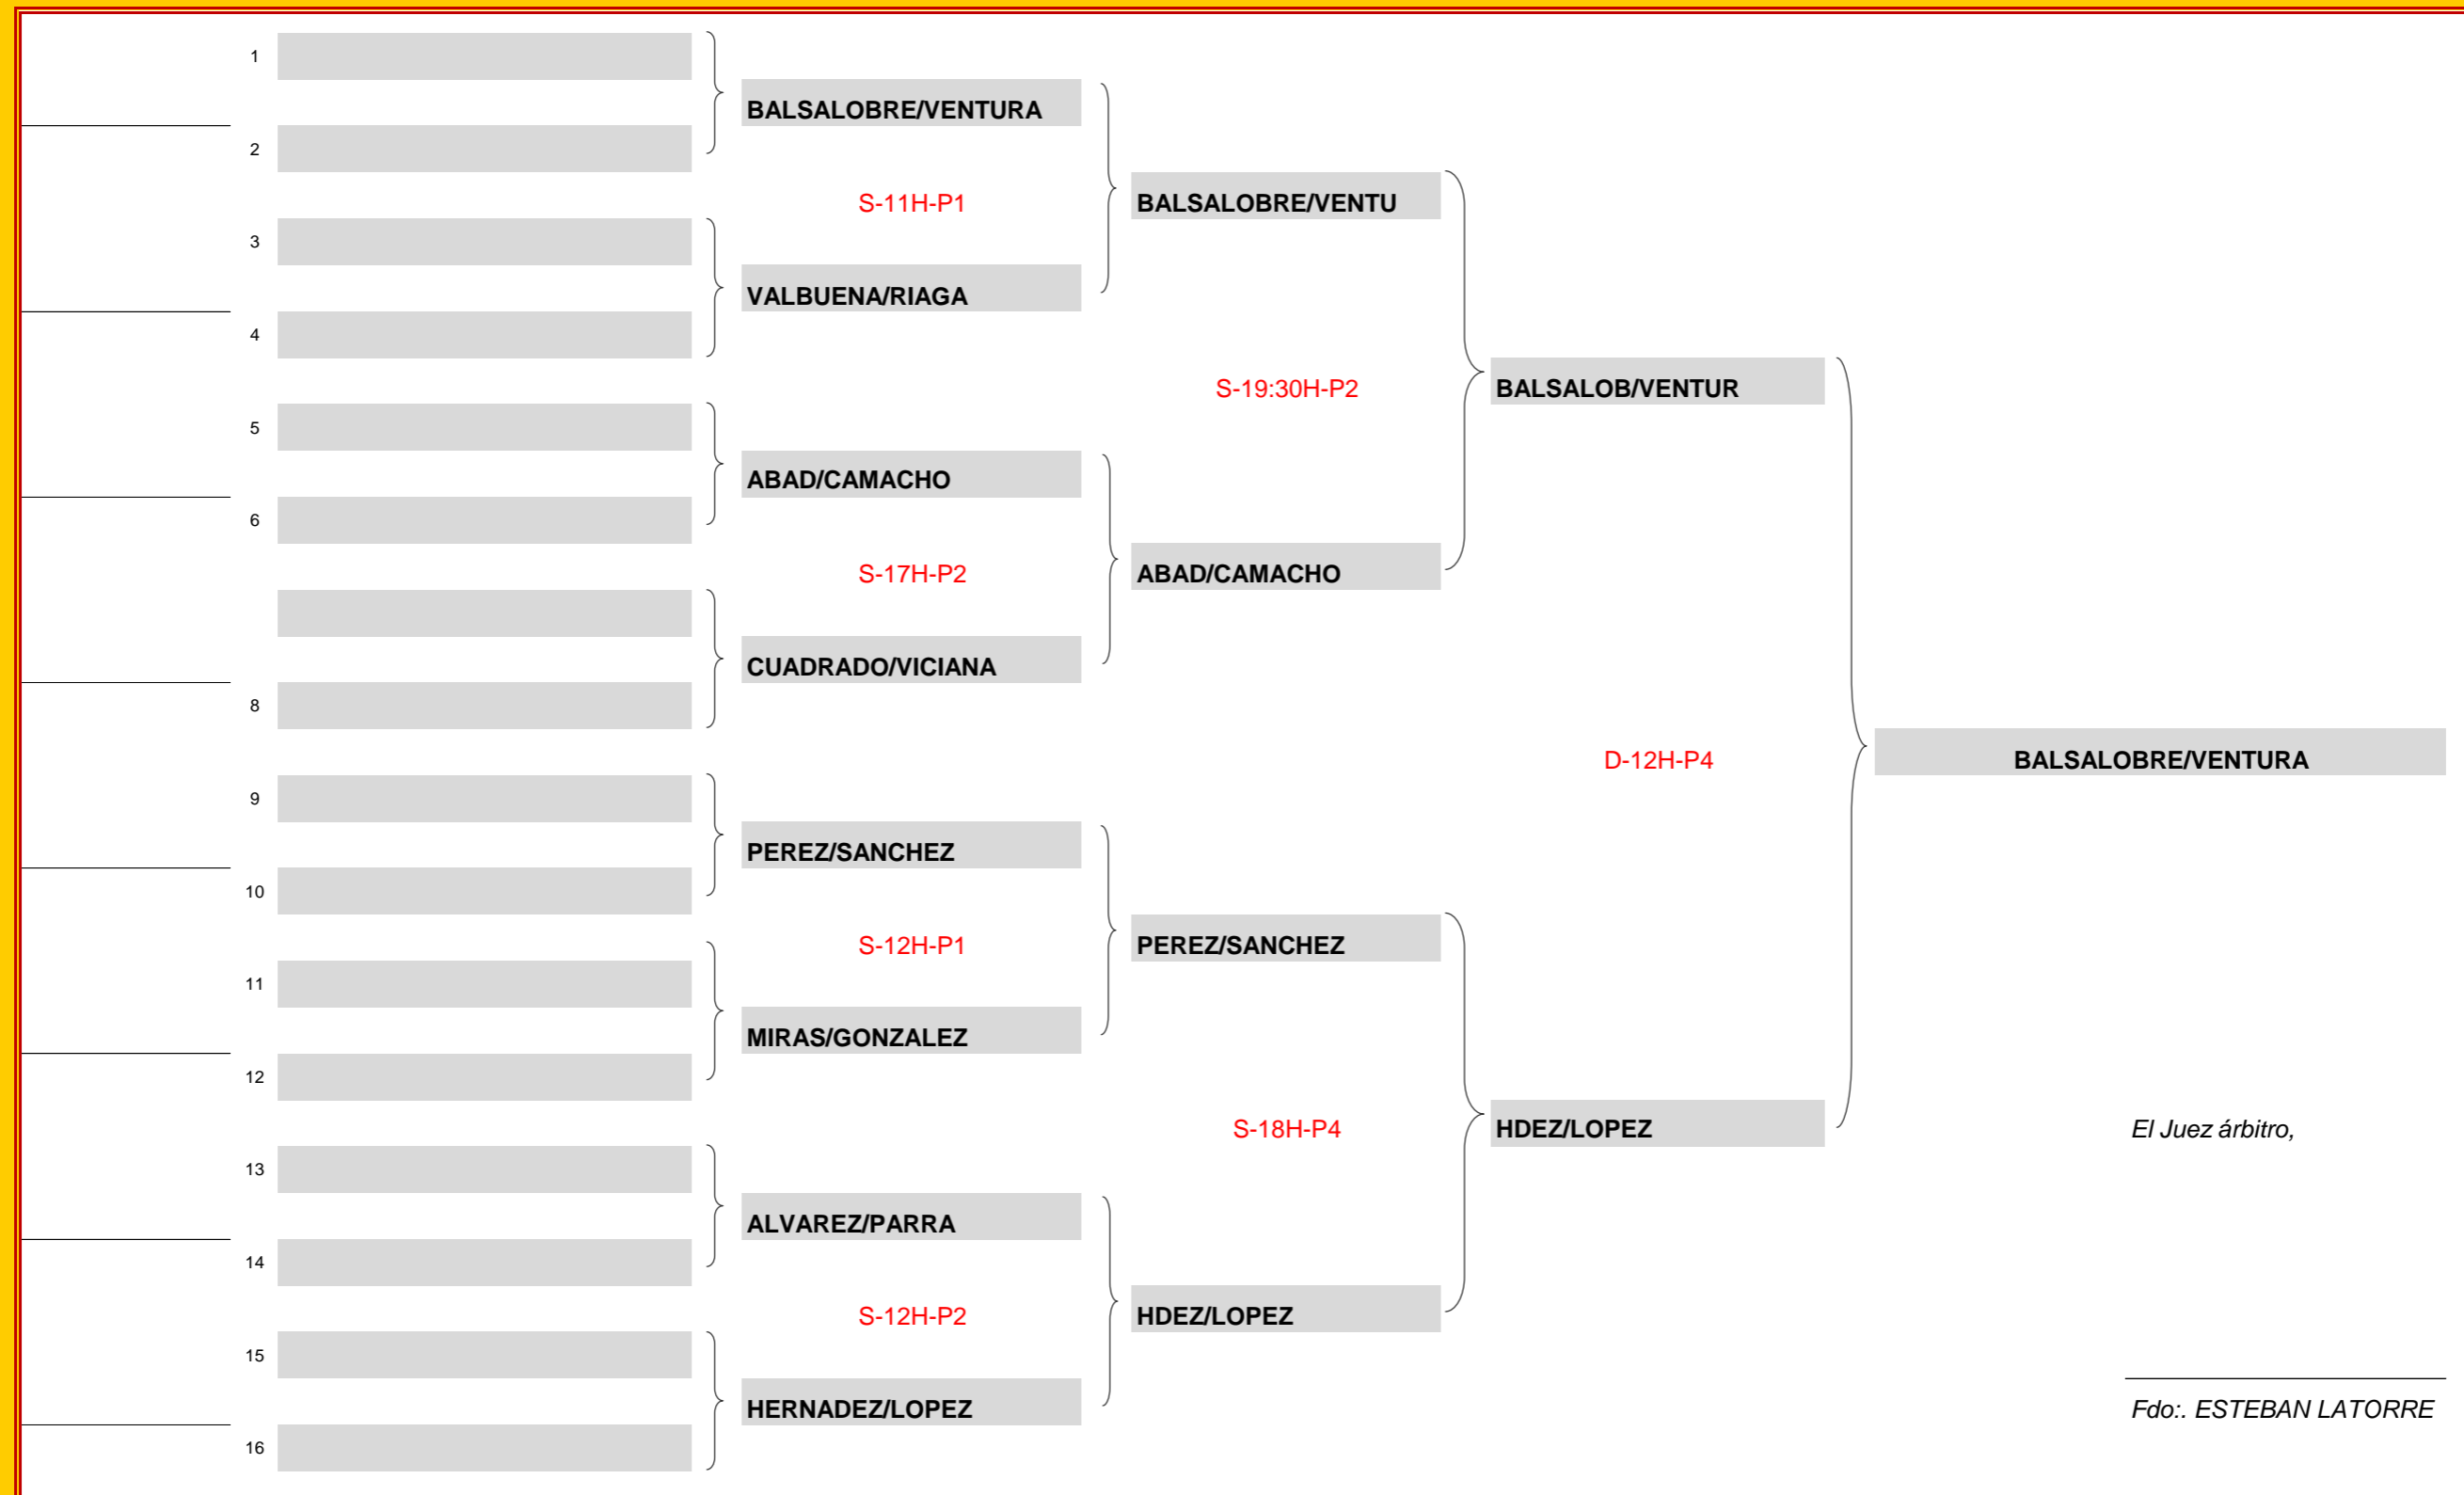 1
BALSALOBRE/VENTURA
2
S-11H-P1
BALSALOBRE/VENTU
3
VALBUENA/RIAGA
4
S-19:30H-P2
BALSALOB/VENTUR
5
ABAD/CAMACHO
6
S-17H-P2
ABAD/CAMACHO
CUADRADO/VICIANA
8
D-12H-P4
BALSALOBRE/VENTURA
9
PEREZ/SANCHEZ
10
S-12H-P1
PEREZ/SANCHEZ
11
MIRAS/GONZALEZ
12
S-18H-P4
HDEZ/LOPEZ
El Juez árbitro,
13
ALVAREZ/PARRA
14
S-12H-P2
HDEZ/LOPEZ
15
HERNADEZ/LOPEZ
Fdo:. ESTEBAN LATORRE
16